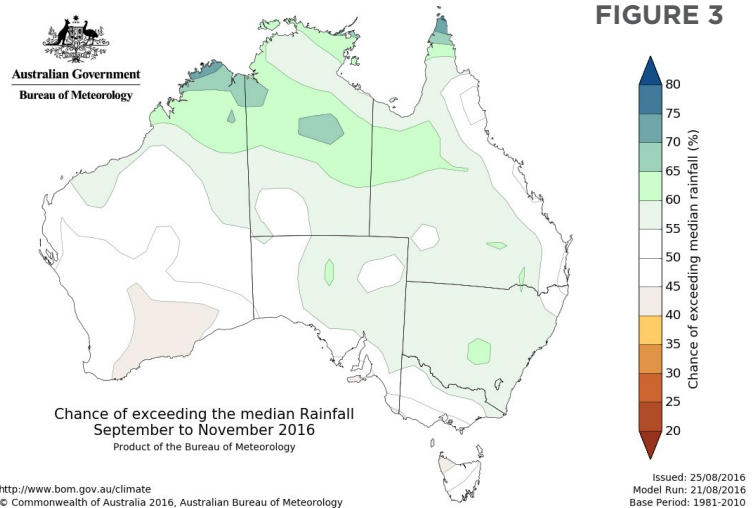 FIGURE 3
Australian Government
Bureau of Meteorology
80
75
70
65
60
55
50
45
40
35
30
25
20
Chance of exceeding median rainfall (%)
Chance of exceeding the median Rainfall
September to November 2016
Product of the Bureau of Meteorology
http://www.bom.gov.au/climate
© Commonwealth of Australia 2016, Australian Bureau of Meteorology
Issued: 25/08/2016
Model Run: 21/08/2016
Base Period: 1981-2010